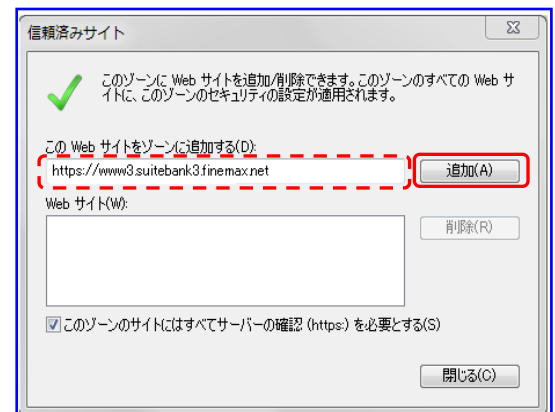 信頼済みサイト
このゾーンに Web サイトを追加/削除できます。このゾーンのすべての Web サ
イトに、このゾーンのセキュリティの設定が適用されます。
この Web サイトをゾーンに追加する(D):
https://www3.suitebank3.finemax.net
追加(A)
Web サイト(W):
削除(R)
このゾーンのサイトにはすべてサーバーの確認 (https:) を必要とする(S)
閉じる(C)